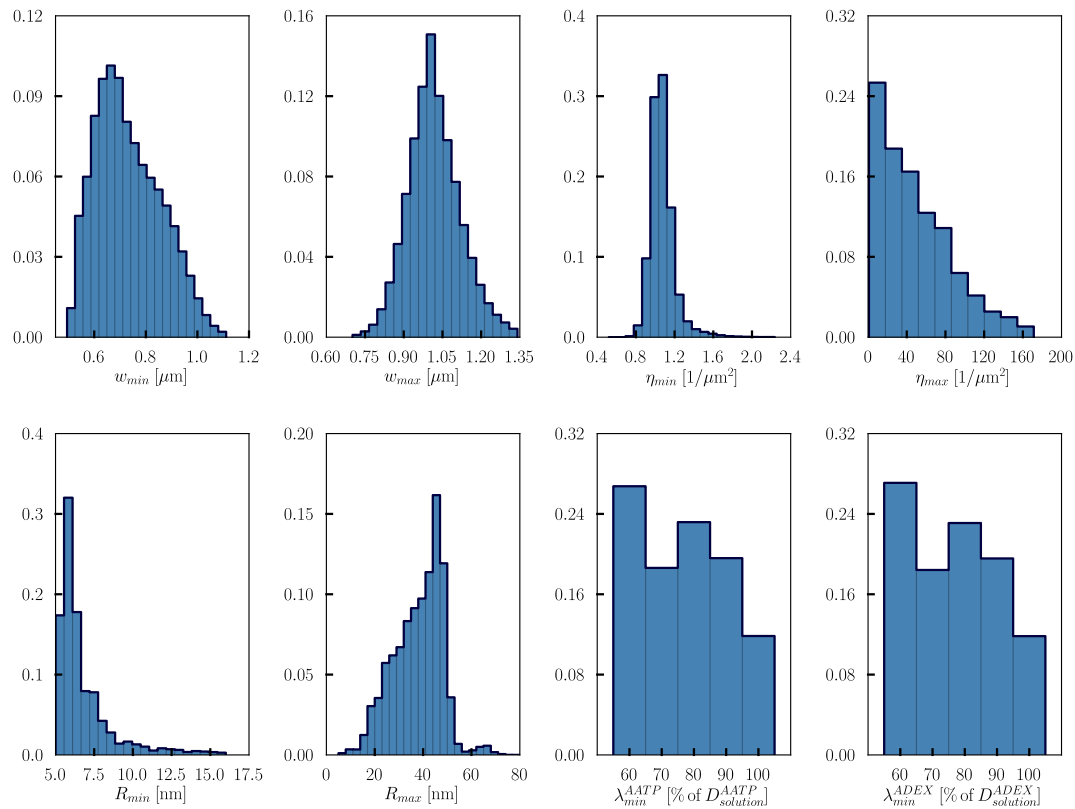 0.12
0.09
0.06
0.03
0.00
0.6 0.8 1.0 1.2
w_min [μm]
0.16
0.12
0.08
0.04
0.00
0.60 0.75 0.90 1.05 1.20 1.35
w_max [μm]
0.4
0.3
0.2
0.1
0.0
0.4 0.8 1.2 1.6 2.0 2.4
η_min [1/μm²]
0.32
0.24
0.16
0.08
0.00
0 40 80 120 160 200
η_max [1/μm²]
0.4
0.3
0.2
0.1
0.0
5.0 7.5 10.0 12.5 15.0 17.5
R_min [nm]
0.20
0.15
0.10
0.05
0.00
0 20 40 60 80
R_max [nm]
0.32
0.24
0.16
0.08
0.00
60 70 80 90 100
λ_min^AATP [% of D_solution^AATP]
0.32
0.24
0.16
0.08
0.00
60 70 80 90 100
λ_min^ADEX [% of D_solution^ADEX]